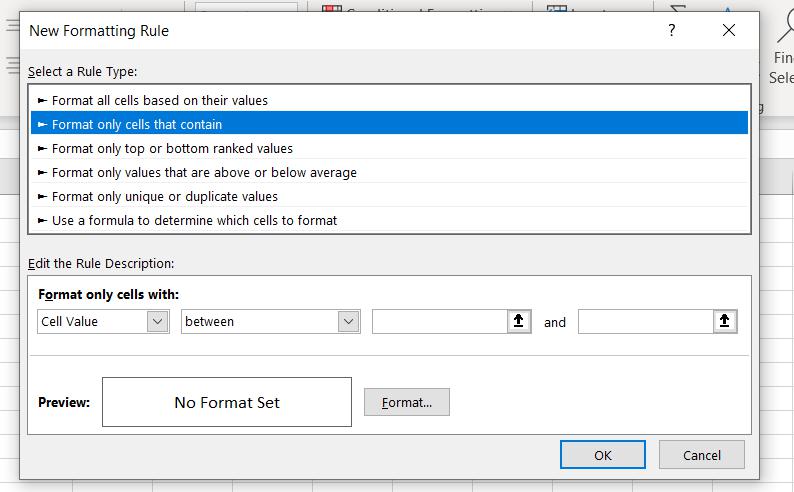 New Formatting Rule
?
Select a Rule Type:
► Format all cells based on their values
► Format only cells that contain
► Format only top or bottom ranked values
► Format only values that are above or below average
► Format only unique or duplicate values
► Use a formula to determine which cells to format
Edit the Rule Description:
Format only cells with:
Cell Value between and
Preview: No Format Set Format...
OK Cancel